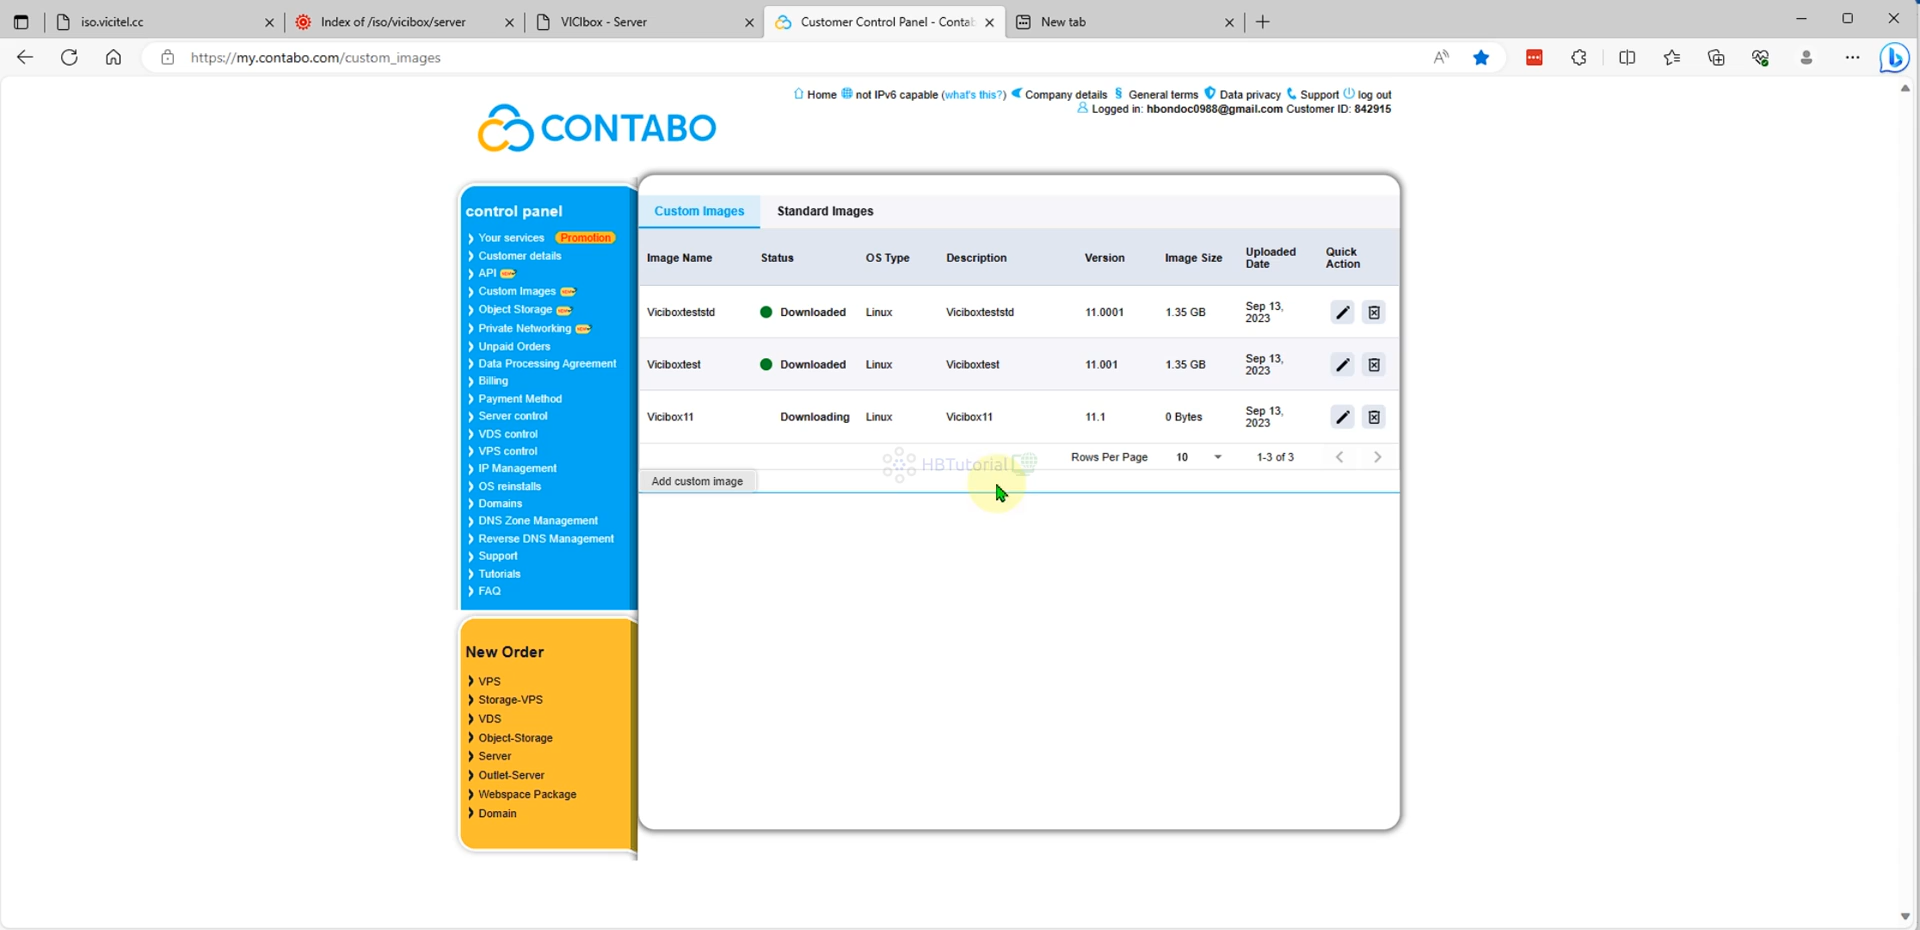 iso.vicitel.cc
Index of /iso/vicibox/server
VICIbox - Server
Customer Control Panel - Contab
New tab
https://my.contabo.com/custom_images
Home not IPv6 capable (what's this?) Company details General terms Data privacy Support log out
Logged in: hbondoc0988@gmail.com Customer ID: 842915
CONTABO
control panel
Your services Promotion
Customer details
API
Custom Images
Object Storage
Private Networking
Unpaid Orders
Data Processing Agreement
Billing
Payment Method
Server control
VDS control
VPS control
IP Management
OS reinstalls
Domains
DNS Zone Management
Reverse DNS Management
Support
Tutorials
FAQ
New Order
VPS
Storage-VPS
VDS
Object-Storage
Server
Outlet-Server
Webspace Package
Domain
Custom Images Standard Images
Image Name Status OS Type Description Version Image Size Uploaded Date Quick Action
Viciboxteststd Downloaded Linux Viciboxteststd 11.0001 1.35 GB Sep 13, 2023
Viciboxtest Downloaded Linux Viciboxtest 11.001 1.35 GB Sep 13, 2023
Vicibox11 Downloading Linux Vicibox11 11.1 0 Bytes Sep 13, 2023
HBTutorial
Rows Per Page 10 1-3 of 3
Add custom image